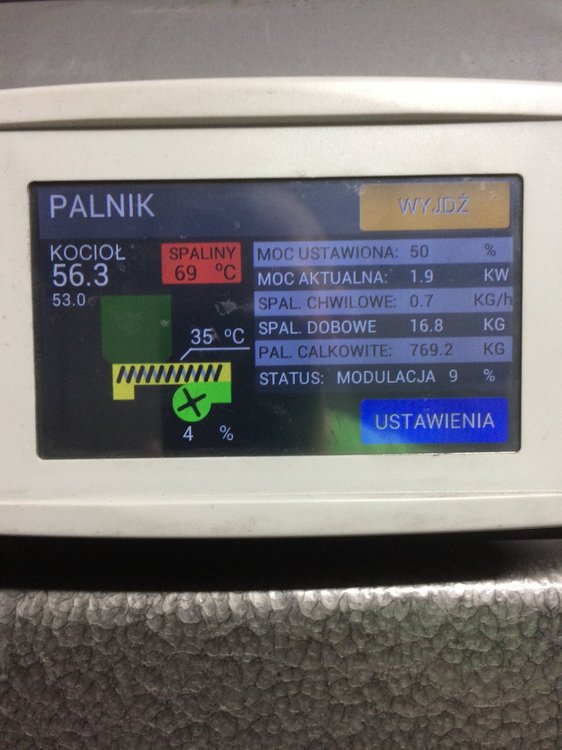 PALNIK
WYJDŹ
KOCIOŁ
56.3
53.0
SPALINY
69 ºC
35 ºC
4 %
MOC USTAWIONA: 50 %
MOC AKTUALNA: 1.9 KW
SPAL. CHWILOWE: 0.7 KG/h
SPAL. DOBOWE 16.8 KG
PAL. CALKOWITE: 769.2 KG
STATUS: MODULACJA 9 %
USTAWIENIA